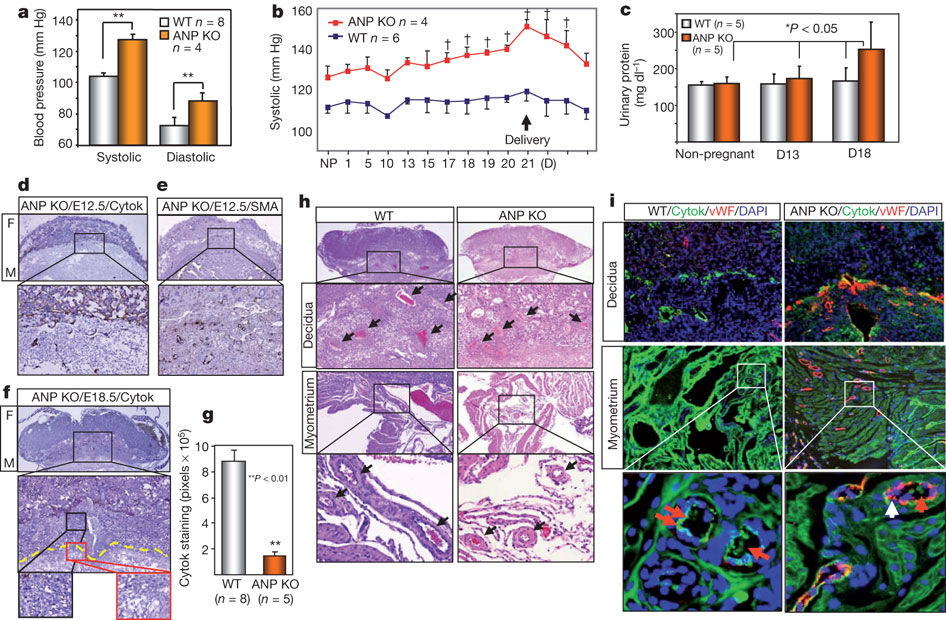 a
Blood pressure (mm Hg)
160
140
120
100
80
60
**
**
WT n = 8
ANP KO
n = 4
Systolic
Diastolic
b
Systolic (mm Hg)
160
140
120
100
ANP KO n = 4
WT n = 6
† † † † † † †
Delivery
NP 1 5 10 13 15 17 18 19 20 21 (D)
c
Urinary protein
(mg dl–1)
300
200
100
0
WT (n = 5)
ANP KO
(n = 5)
*P < 0.05
Non-pregnant
D13
D18
d
ANP KO/E12.5/Cytok
F
M
e
ANP KO/E12.5/SMA
f
ANP KO/E18.5/Cytok
F
M
g
Cytok staining (pixels × 10⁵)
10
8
6
4
2
**P < 0.01
**
WT
(n = 8)
ANP KO
(n = 5)
h
WT
ANP KO
Decidua
Myometrium
i
WT/Cytok/vWF/DAPI
ANP KO/Cytok/vWF/DAPI
Decidua
Myometrium